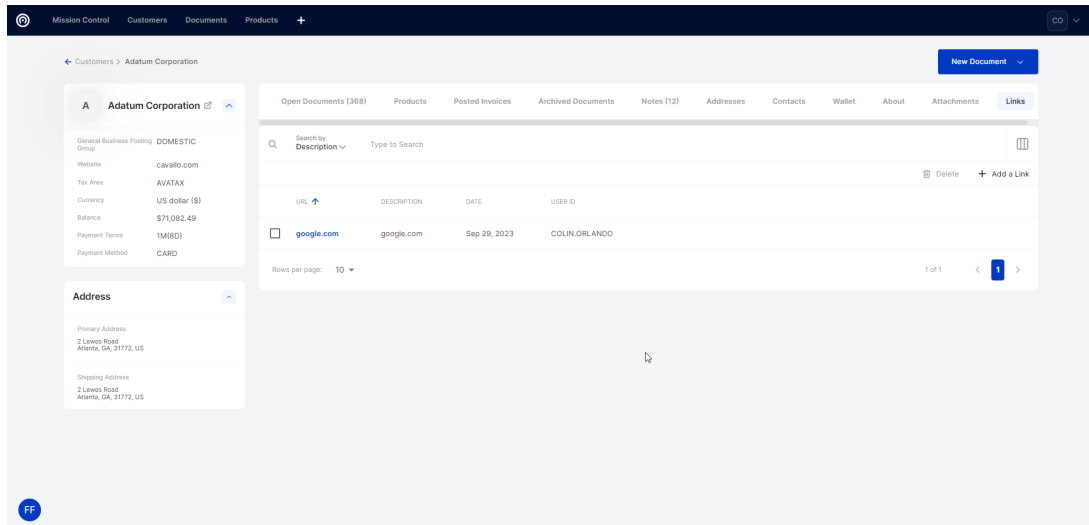 Mission Control Customers Documents Products +
CO
← Customers > Adatum Corporation
New Document
A Adatum Corporation
General Business Posting Group DOMESTIC
Website cavallo.com
Tax Area AVATAX
Currency US dollar ($)
Balance $71,082.49
Payment Terms 1M(8D)
Payment Method CARD
Address
Primary Address
2 Lewes Road
Atlanta, GA, 31772, US
Shipping Address
2 Lewes Road
Atlanta, GA, 31772, US
Open Documents (368) Products Posted Invoices Archived Documents Notes (12) Addresses Contacts Wallet About Attachments Links
Search by
Description Type to Search
Delete + Add a Link
URL ↑ DESCRIPTION DATE USER ID
google.com google.com Sep 29, 2023 COLIN.ORLANDO
Rows per page: 10 1 of 1 < 1 >
FF